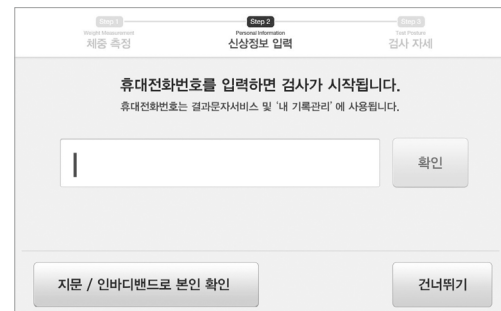 Step 1
Weight Measurement
체중 측정
Step 2
Personal Information
신상정보 입력
Step 3
Test Posture
검사 자세
휴대전화번호를 입력하면 검사가 시작됩니다.
휴대전화번호는 결과문자서비스 및 '내 기록관리' 에 사용됩니다.
확인
지문 / 인바디밴드로 본인 확인
건너뛰기